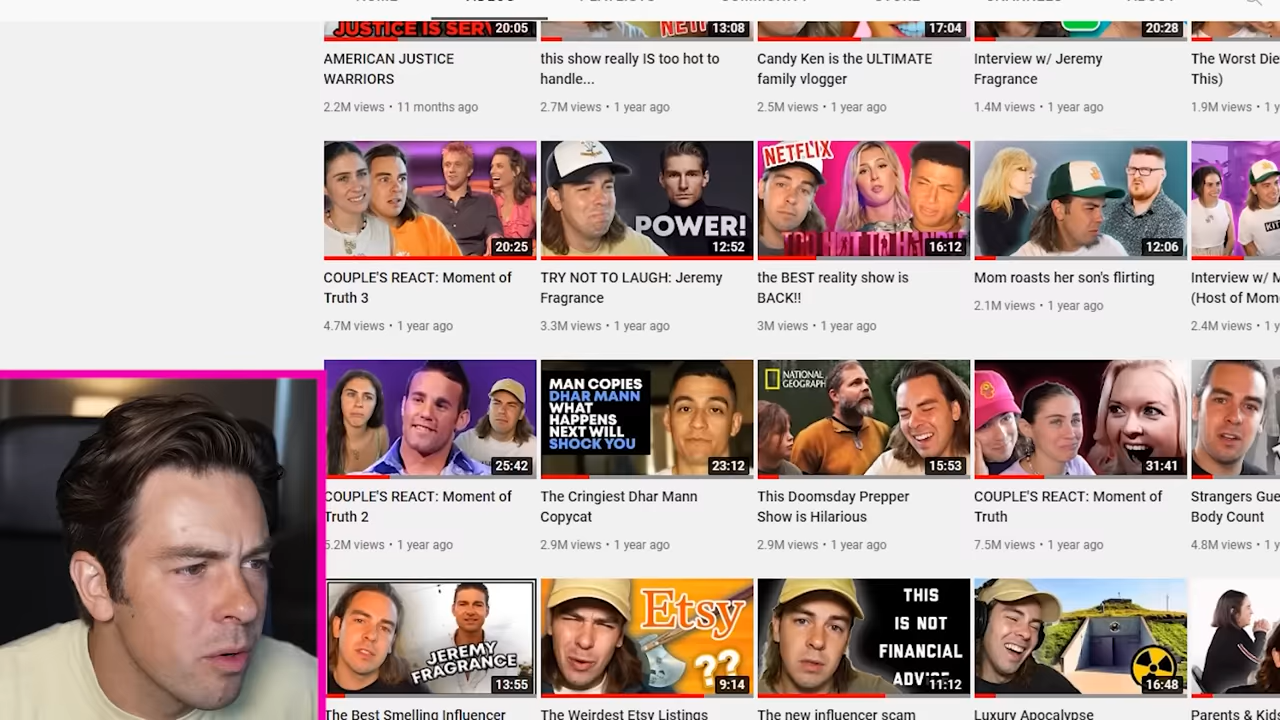 HOME VIDEOS PLAYLISTS COMMUNITY STORE CHANNELS ABOUT
JUSTICE IS SERV
20:05
13:08
17:04
20:28
AMERICAN JUSTICE
WARRIORS
2.2M views • 11 months ago
this show really IS too hot to
handle...
2.7M views • 1 year ago
Candy Ken is the ULTIMATE
family vlogger
2.5M views • 1 year ago
Interview w/ Jeremy
Fragrance
1.4M views • 1 year ago
The Worst Die
This)
1.9M views • 1 y
20:25
POWER!
12:52
NETFLIX
TOO HOT TO HANDLE
16:12
12:06
KIT
COUPLE'S REACT: Moment of
Truth 3
4.7M views • 1 year ago
TRY NOT TO LAUGH: Jeremy
Fragrance
3.3M views • 1 year ago
the BEST reality show is
BACK!!
3M views • 1 year ago
Mom roasts her son's flirting
2.1M views • 1 year ago
Interview w/ M
(Host of Mom
2.4M views • 1 y
25:42
MAN COPIES
DHAR MANN
WHAT
HAPPENS
NEXT WILL
SHOCK YOU
23:12
NATIONAL
GEOGRAPH
15:53
31:41
COUPLE'S REACT: Moment of
Truth 2
5.2M views • 1 year ago
The Cringiest Dhar Mann
Copycat
2.9M views • 1 year ago
This Doomsday Prepper
Show is Hilarious
2.9M views • 1 year ago
COUPLE'S REACT: Moment of
Truth
7.5M views • 1 year ago
Strangers Gue
Body Count
4.8M views • 1 y
JEREMY
FRAGRANCE
13:55
Etsy
??
9:14
THIS
IS NOT
FINANCIAL
ADVICE
11:12
16:48
The Best Smelling Influencer
The Weirdest Etsy Listings
The new influencer scam
Luxury Apocalypse
Parents & Kid